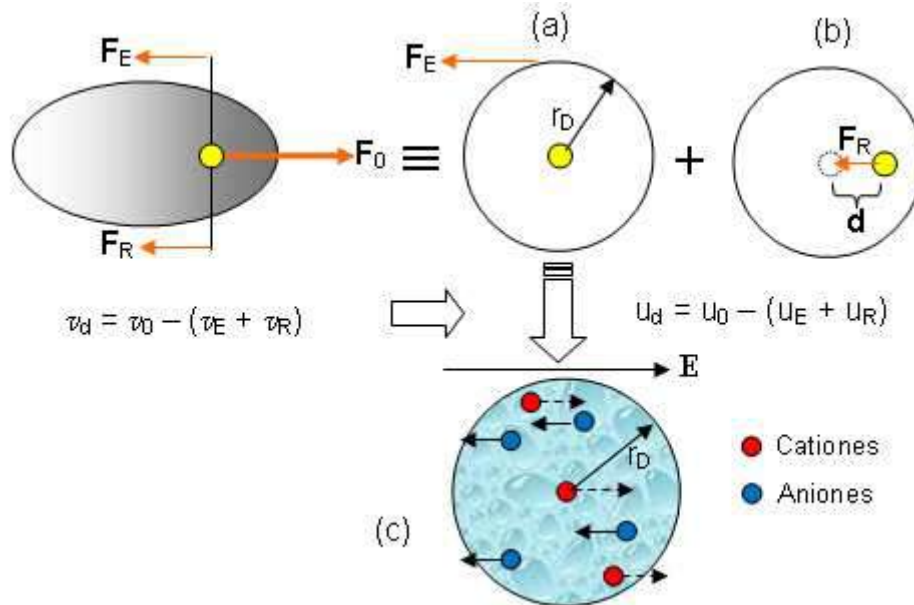 (a)
(b)
F_E
F_E
r_D
F_0
≡
+
F_R
d
F_R
v_d = v_0 – (v_E + v_R)
u_d = u_0 – (u_E + u_R)
E
r_D
Cationes
Aniones
(c)